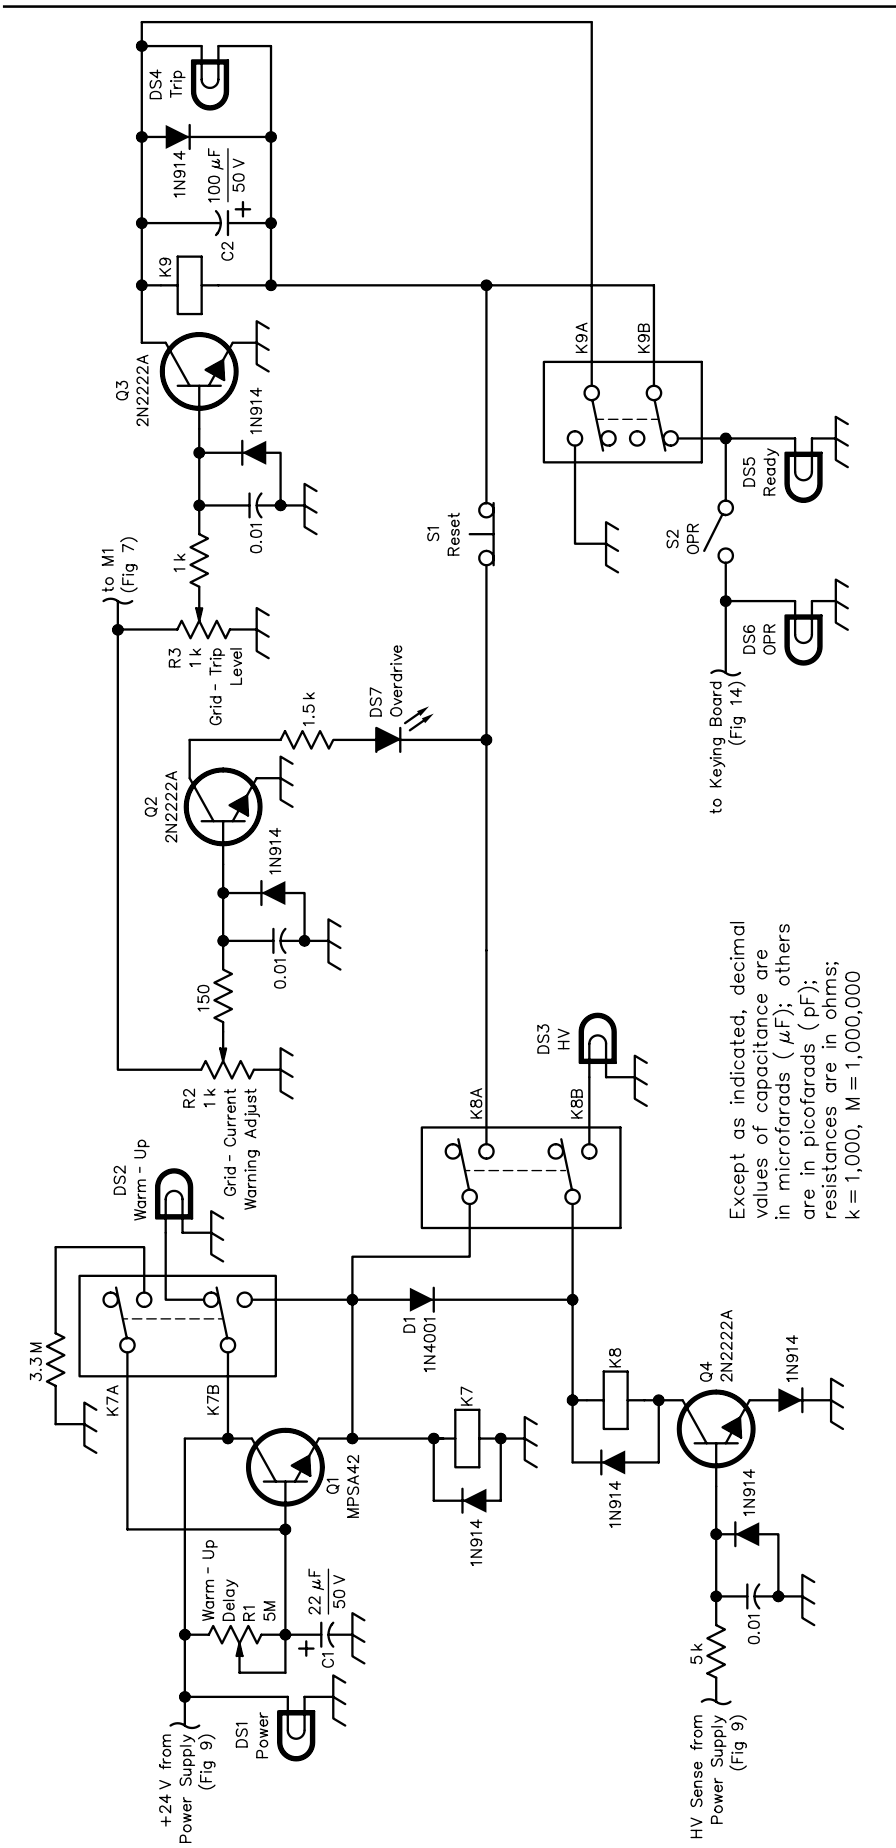 +24 V from
Power Supply
(Fig 9)
DS1
Power
Warm - Up
Delay
R1
5M
22 µF
50 V
+
C1
Q1
MPSA42
3.3 M
K7A
K7B
DS2
Warm - Up
1N914
K7
D1
1N4001
K8A
K8B
DS3
HV
HV Sense from
Power Supply
(Fig 9)
5 k
0.01
1N914
Q4
2N2222A
1N914
1N914
K8
R2
1 k
Grid - Current
Warning Adjust
150
0.01
1N914
Q2
2N2222A
1.5 k
DS7
Overdrive
to M1
(Fig 7)
R3
1 k
Grid - Trip
Level
1 k
0.01
1N914
Q3
2N2222A
K9
C2
100 µF
50 V
+
1N914
DS4
Trip
S1
Reset
K9A
K9B
S2
OPR
DS5
Ready
DS6
OPR
to Keying Board
(Fig 14)
Except as indicated, decimal
values of capacitance are
in microfarads ( µF); others
are in picofarads ( pF);
resistances are in ohms;
k = 1,000, M = 1,000,000